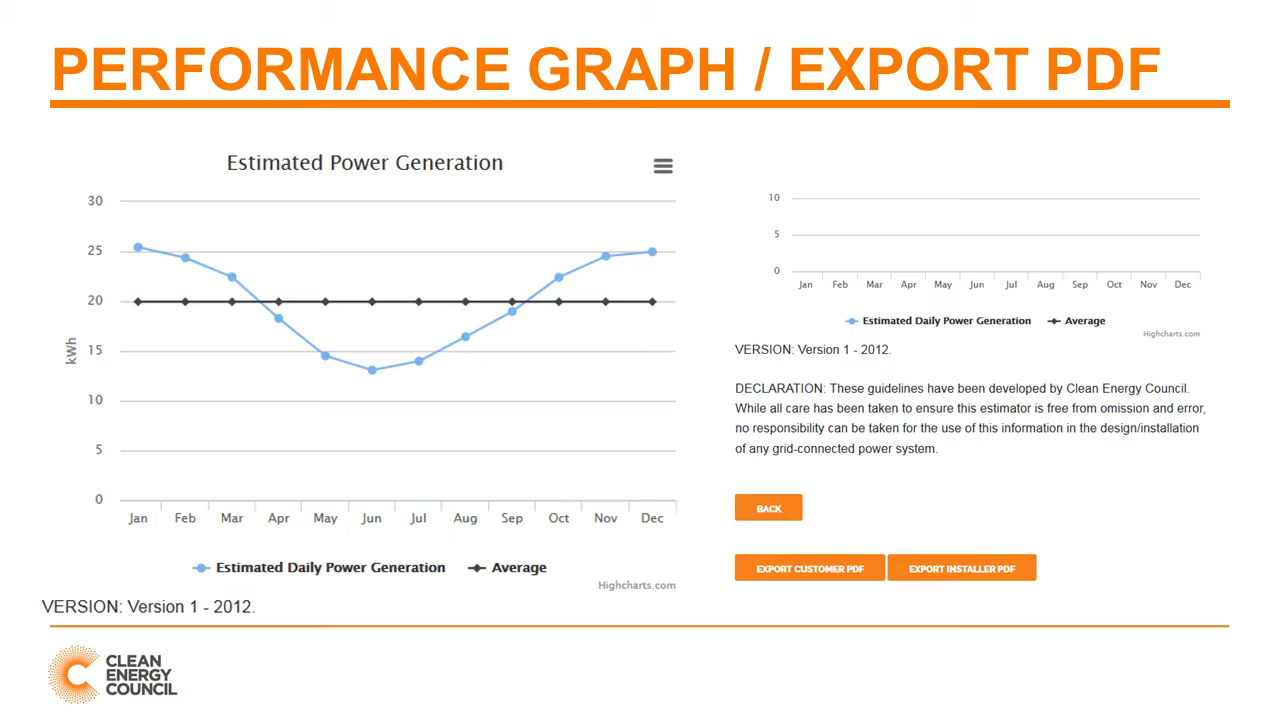 PERFORMANCE GRAPH / EXPORT PDF
Estimated Power Generation
30
25
20
15
10
5
0
kWh
Jan Feb Mar Apr May Jun Jul Aug Sep Oct Nov Dec
Estimated Daily Power Generation Average
Highcharts.com
VERSION: Version 1 - 2012.
10
5
0
Jan Feb Mar Apr May Jun Jul Aug Sep Oct Nov Dec
Estimated Daily Power Generation Average
Highcharts.com
VERSION: Version 1 - 2012.
DECLARATION: These guidelines have been developed by Clean Energy Council.
While all care has been taken to ensure this estimator is free from omission and error,
no responsibility can be taken for the use of this information in the design/installation
of any grid-connected power system.
BACK
EXPORT CUSTOMER PDF EXPORT INSTALLER PDF
CLEAN
ENERGY
COUNCIL